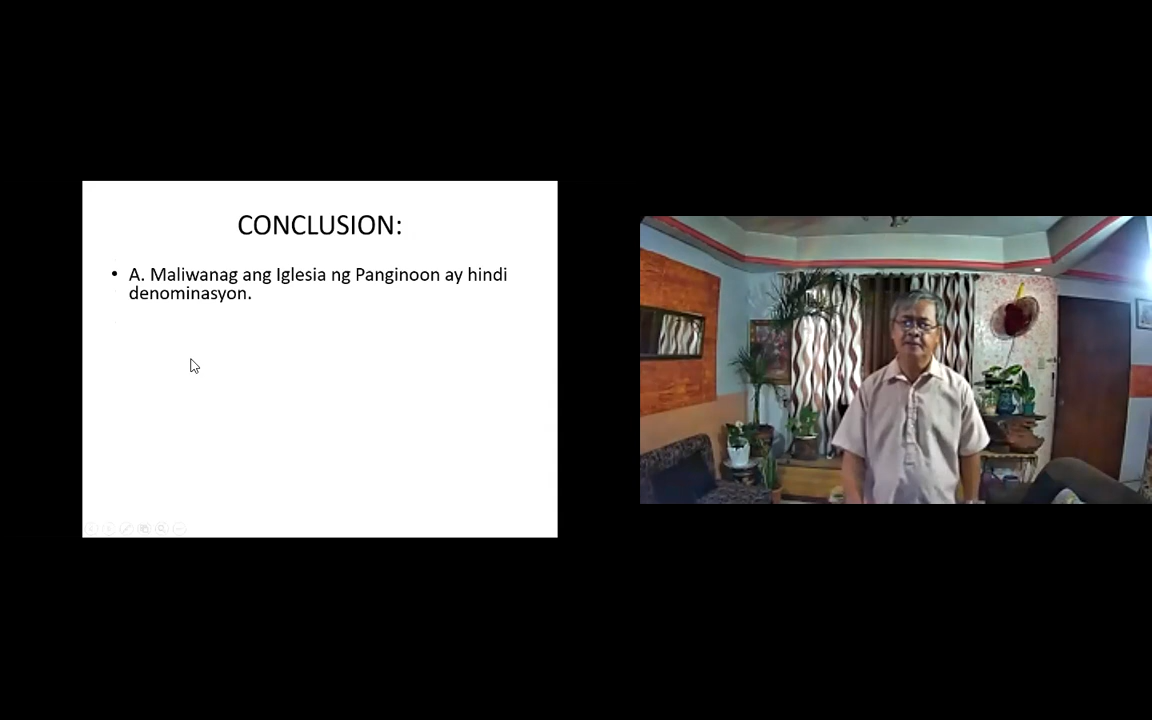 CONCLUSION:
• A. Maliwanag ang Iglesia ng Panginoon ay hindi
denominasyon.